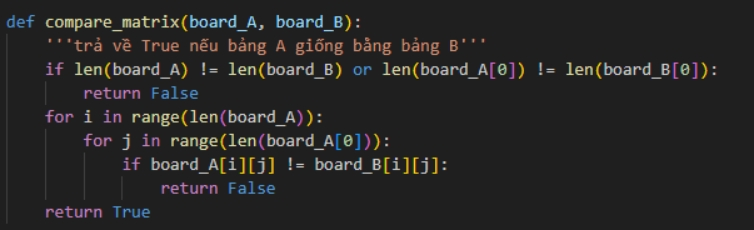 def compare_matrix(board_A, board_B):
    '''trả về True nếu bảng A giống bằng bảng B'''
    if len(board_A) != len(board_B) or len(board_A[0]) != len(board_B[0]):
        return False
    for i in range(len(board_A)):
        for j in range(len(board_A[0])):
            if board_A[i][j] != board_B[i][j]:
                return False
    return True